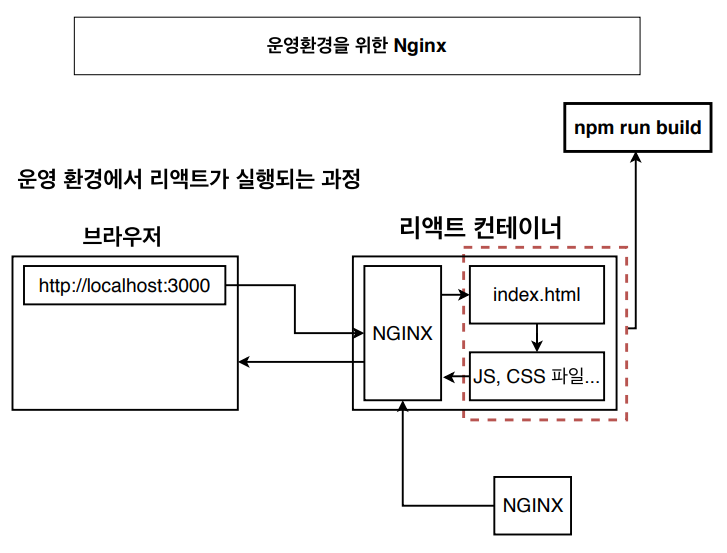 운영환경을 위한 Nginx
npm run build
운영 환경에서 리액트가 실행되는 과정
브라우저
리액트 컨테이너
http://localhost:3000
NGINX
index.html
JS, CSS 파일...
NGINX